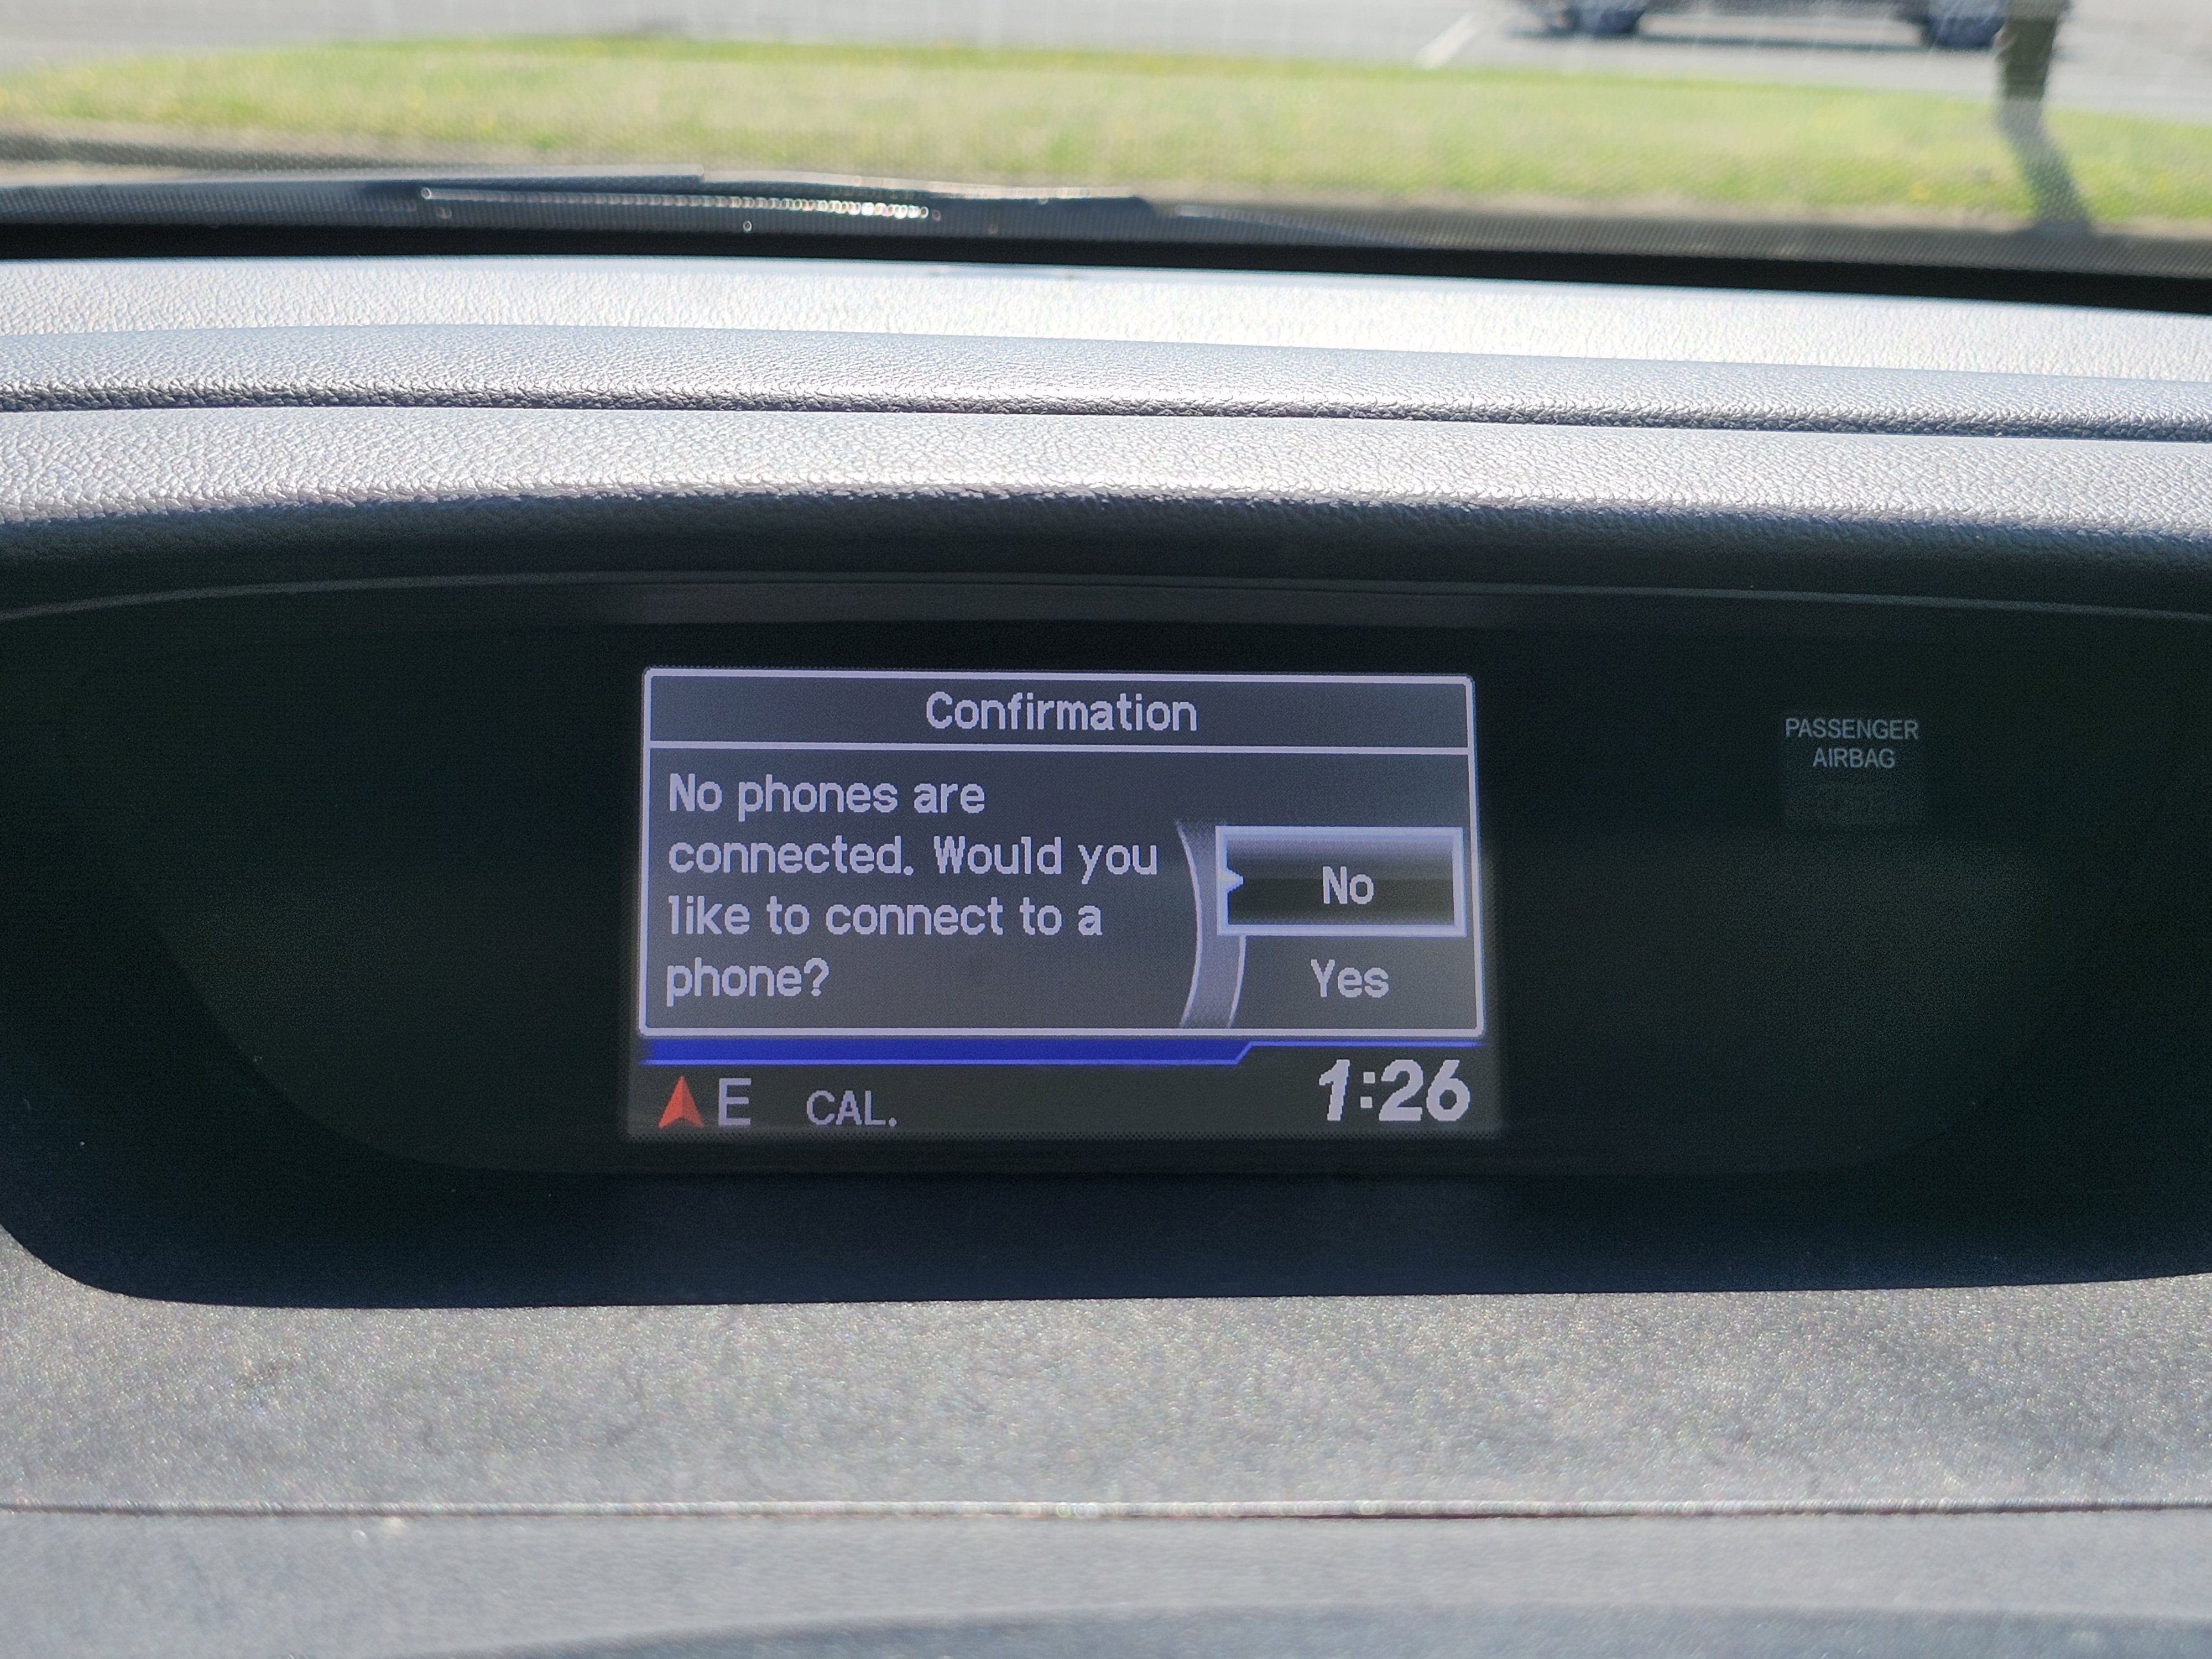 Confirmation
No phones are
connected. Would you
like to connect to a
phone?
No
Yes
E CAL.
1:26
PASSENGER
AIRBAG